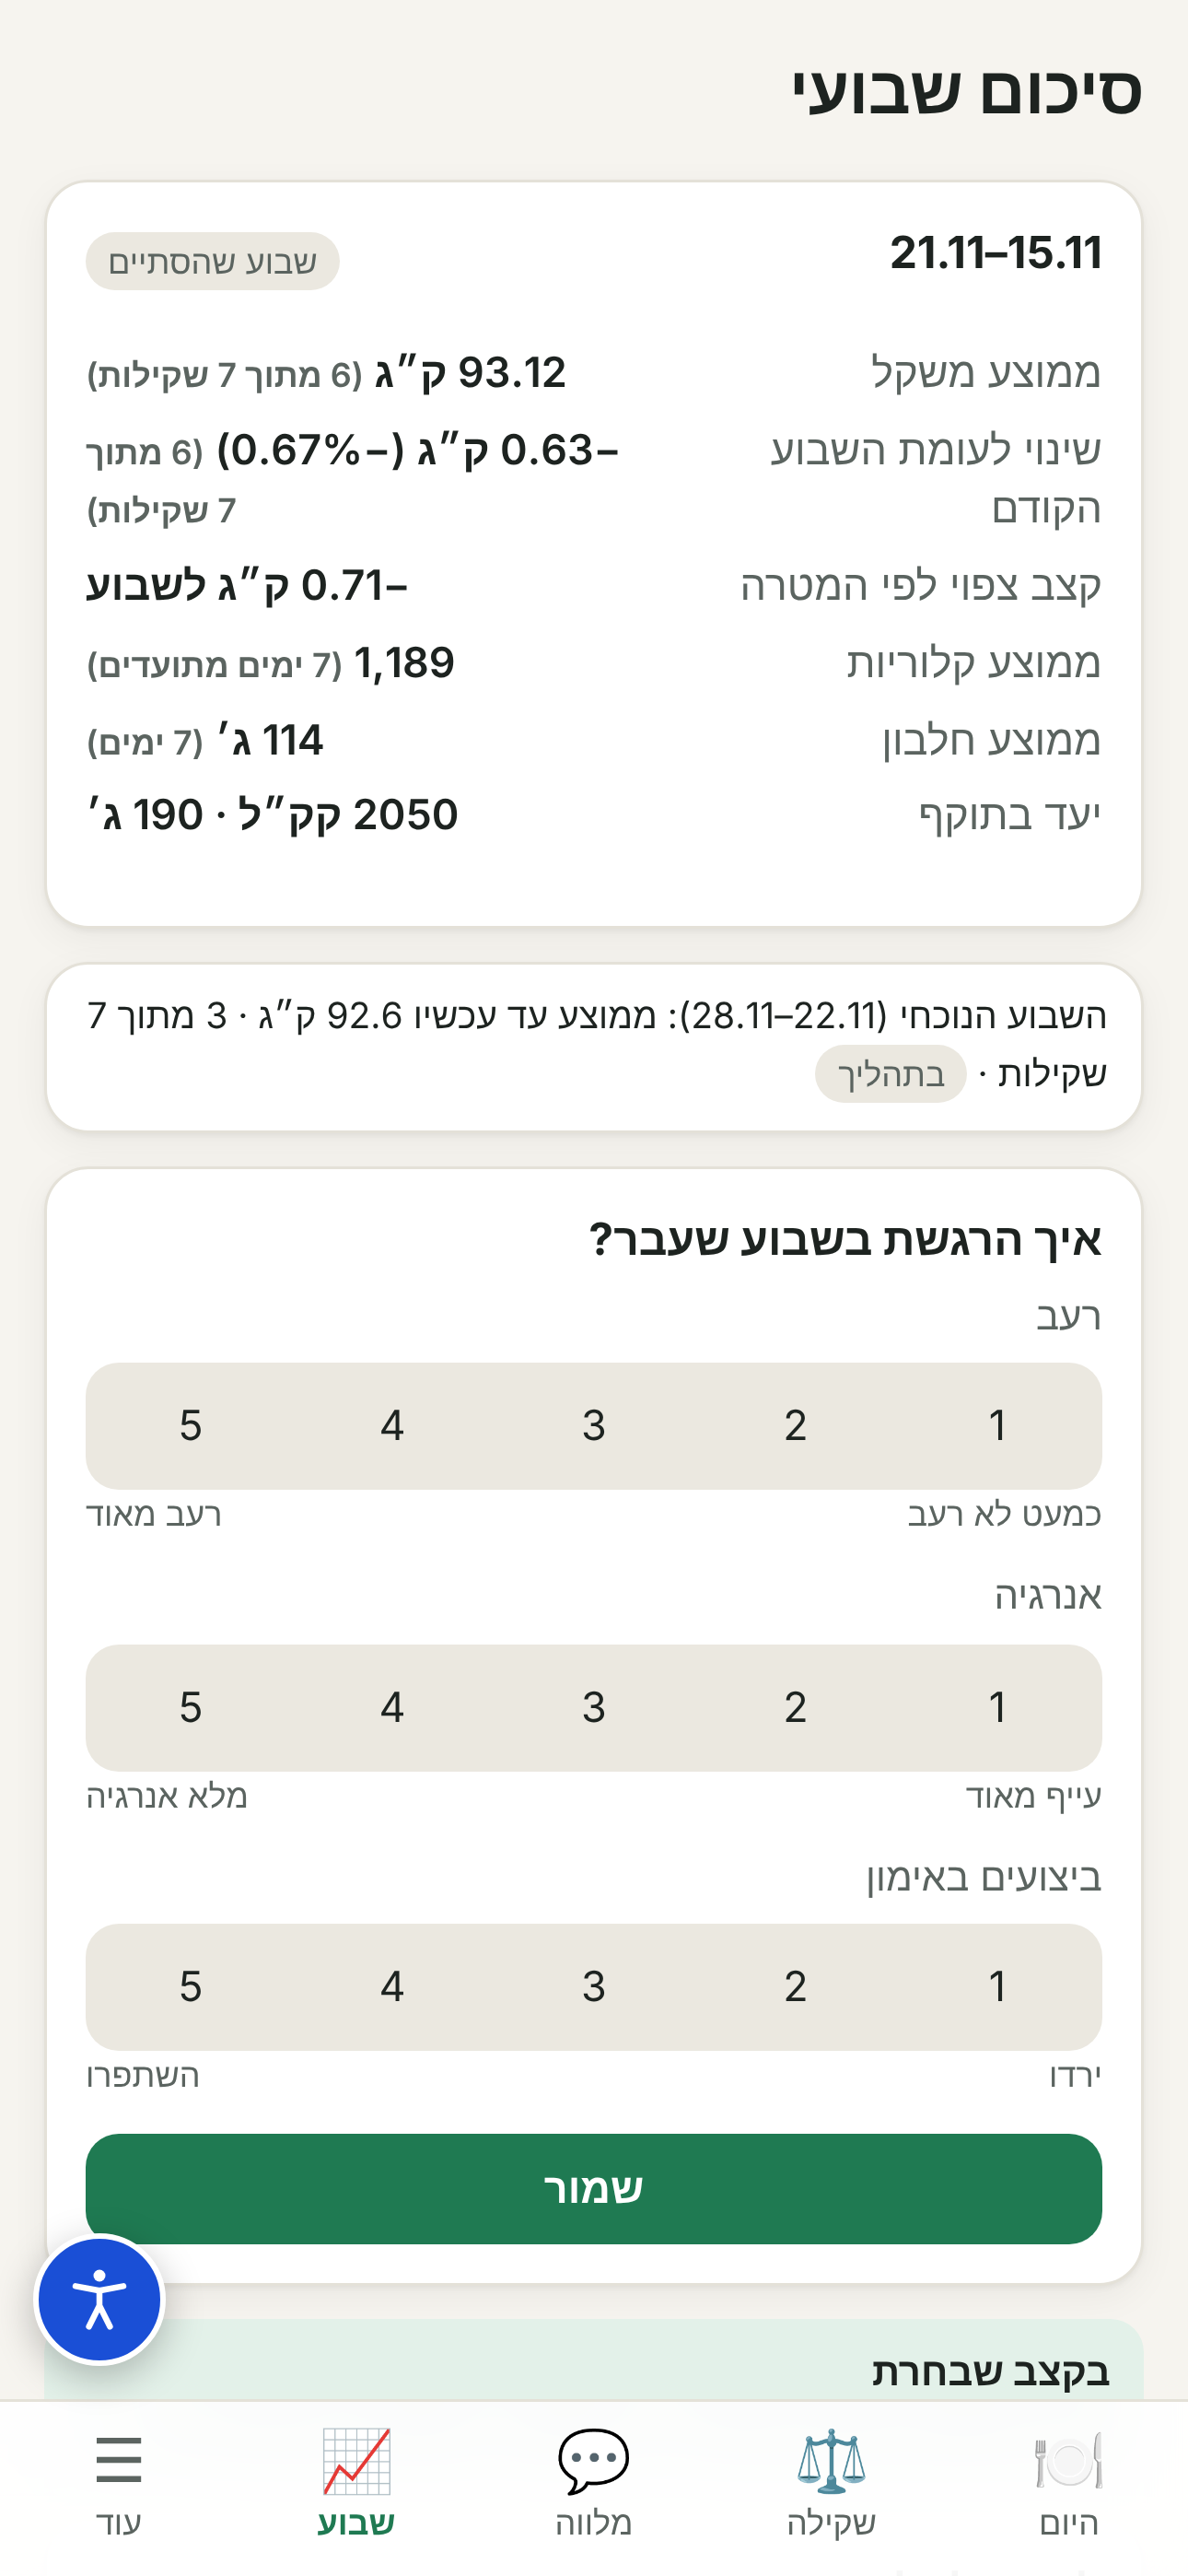 סיכום שבועי
15.11–21.11
שבוע שהסתיים
ממוצע משקל
93.12 ק״ג (6 מתוך 7 שקילות)
שינוי לעומת השבוע הקודם
−0.63 ק״ג (−0.67%) (6 מתוך
7 שקילות)
קצב צפוי לפי המטרה
−0.71 ק״ג לשבוע
ממוצע קלוריות
1,189 (7 ימים מתועדים)
ממוצע חלבון
114 ג׳ (7 ימים)
יעד בתוקף
2050 קק״ל · 190 ג׳
השבוע הנוכחי (22.11–28.11): ממוצע עד עכשיו 92.6 ק״ג · 3 מתוך 7
שקילות · בתהליך
איך הרגשת בשבוע שעבר?
רעב
1 2 3 4 5
כמעט לא רעב
רעב מאוד
אנרגיה
1 2 3 4 5
עייף מאוד
מלא אנרגיה
ביצועים באימון
1 2 3 4 5
ירדו
השתפרו
שמור
בקצב שבחרת
היום
שקילה
מלווה
שבוע
עוד